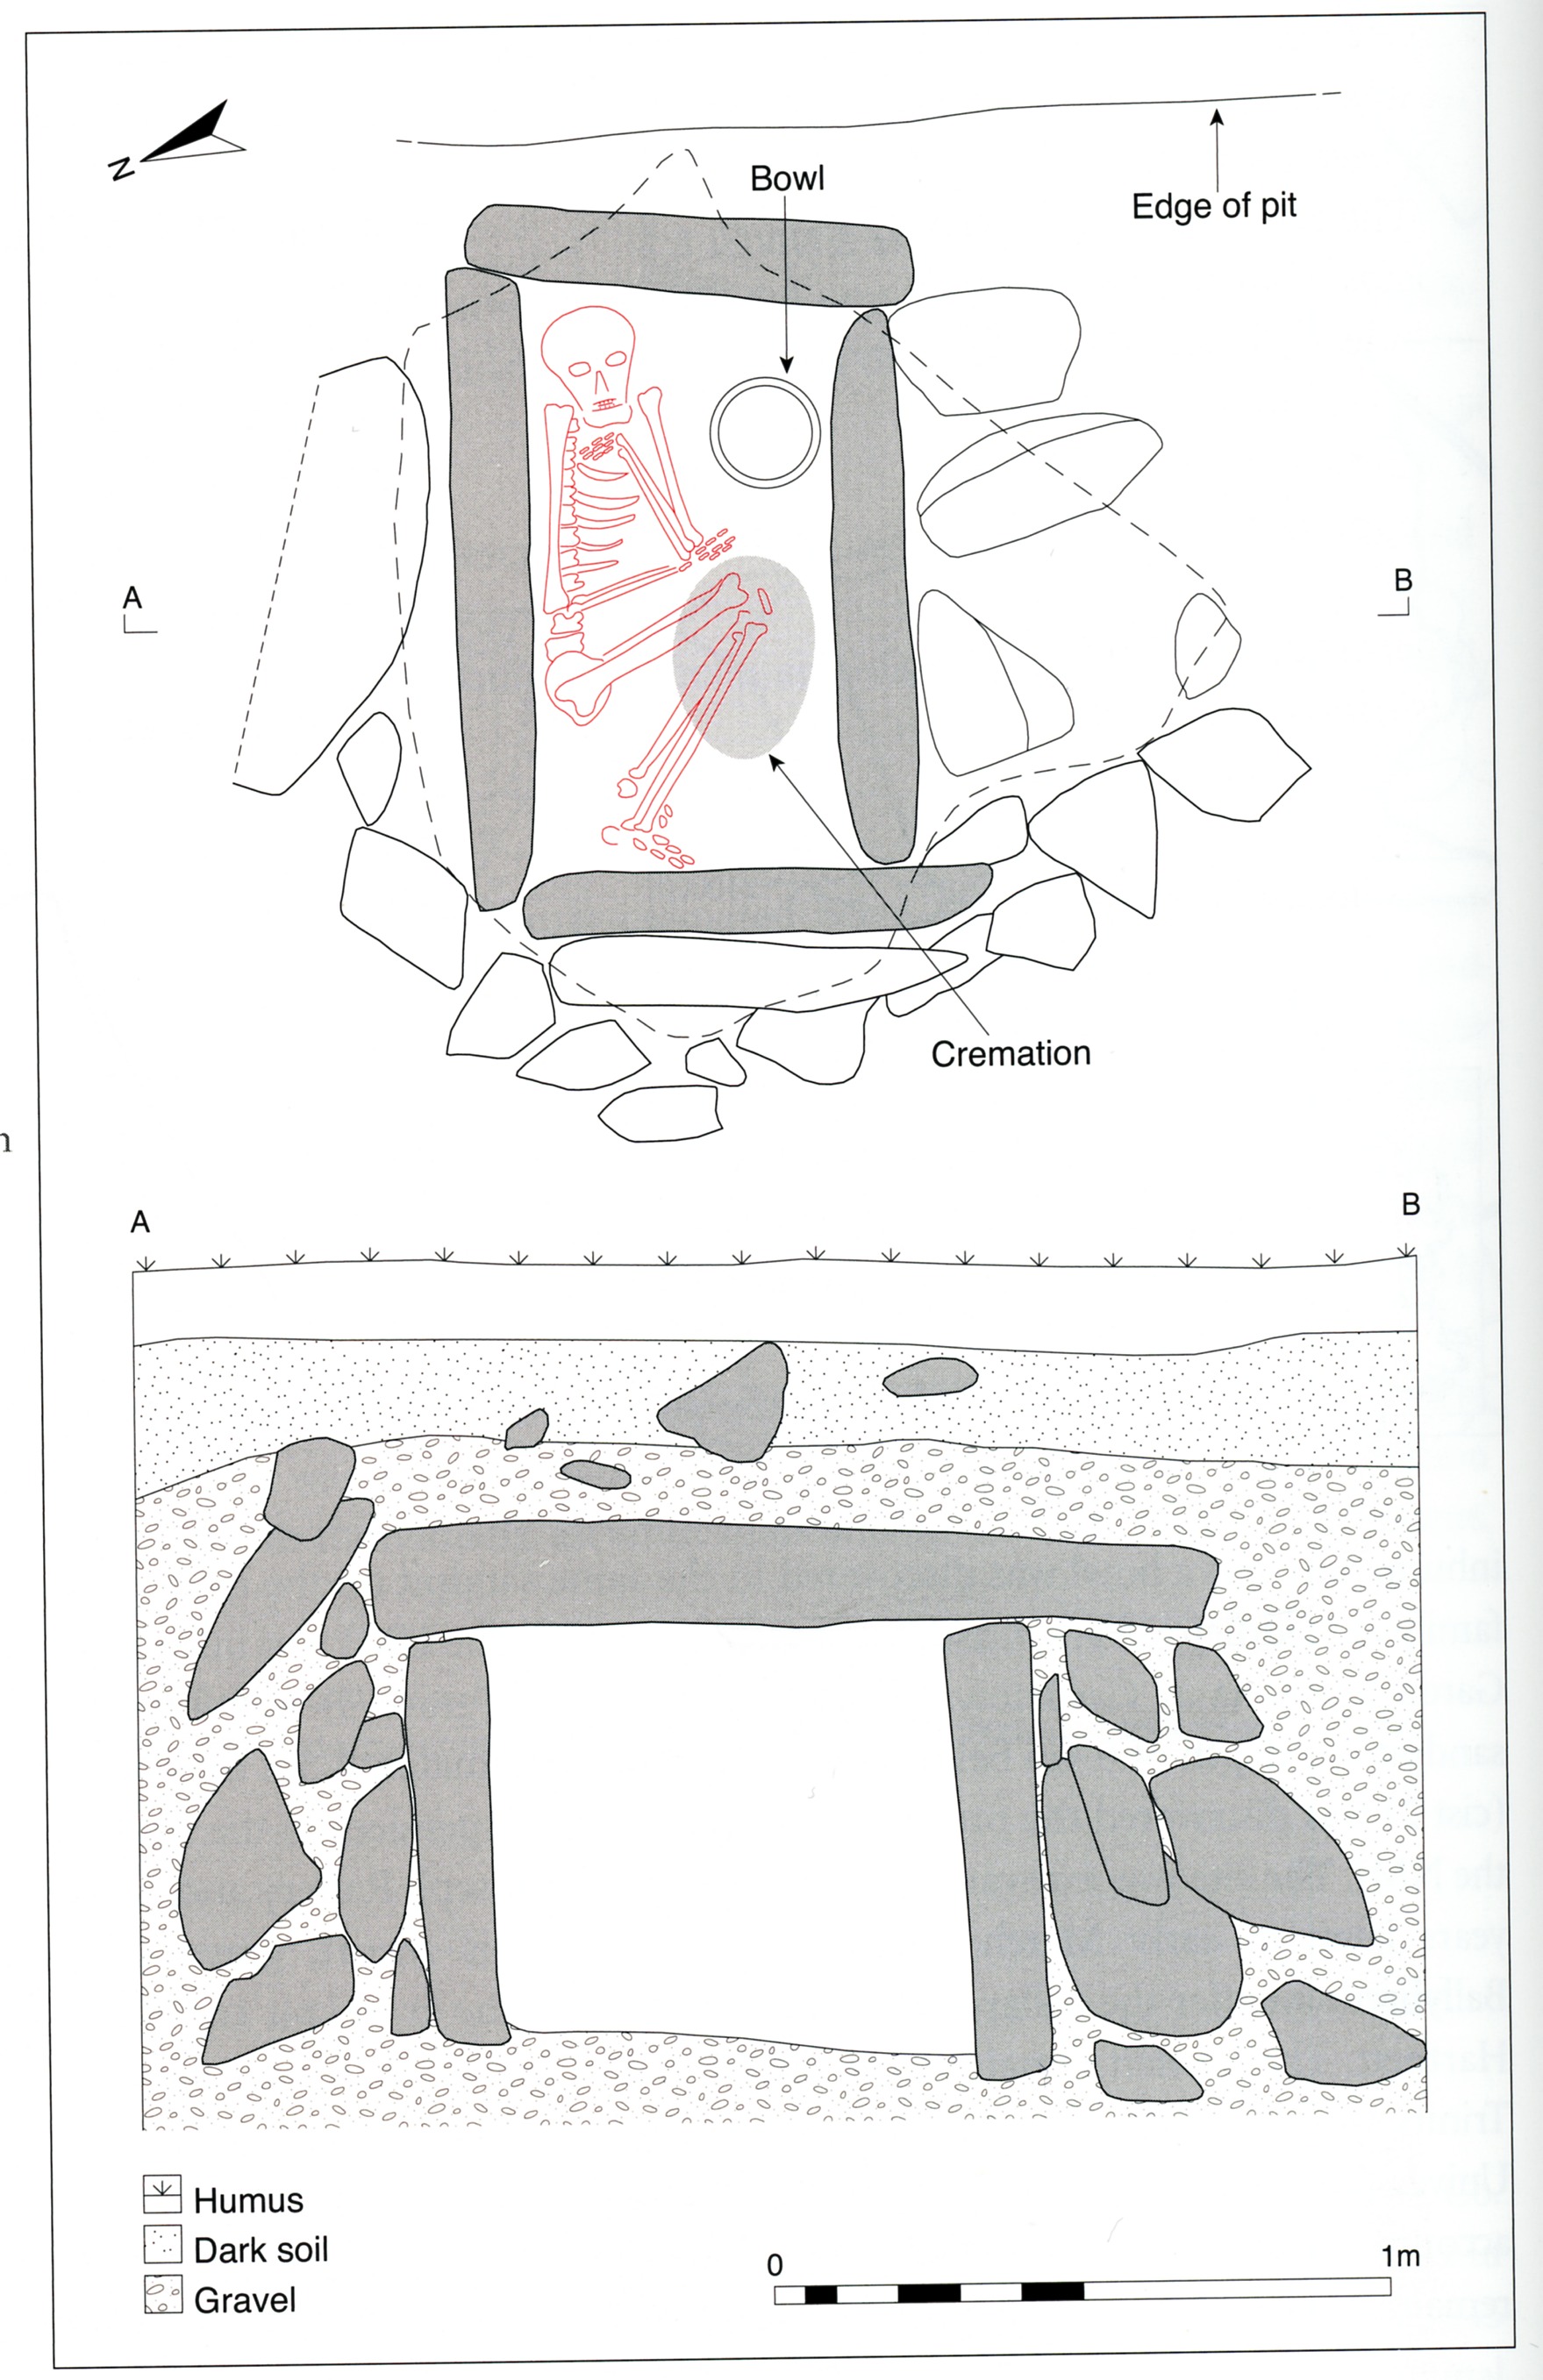 N
Bowl
Edge of pit
A
B
Cremation
n
A
B
Humus
Dark soil
Gravel
0
1m